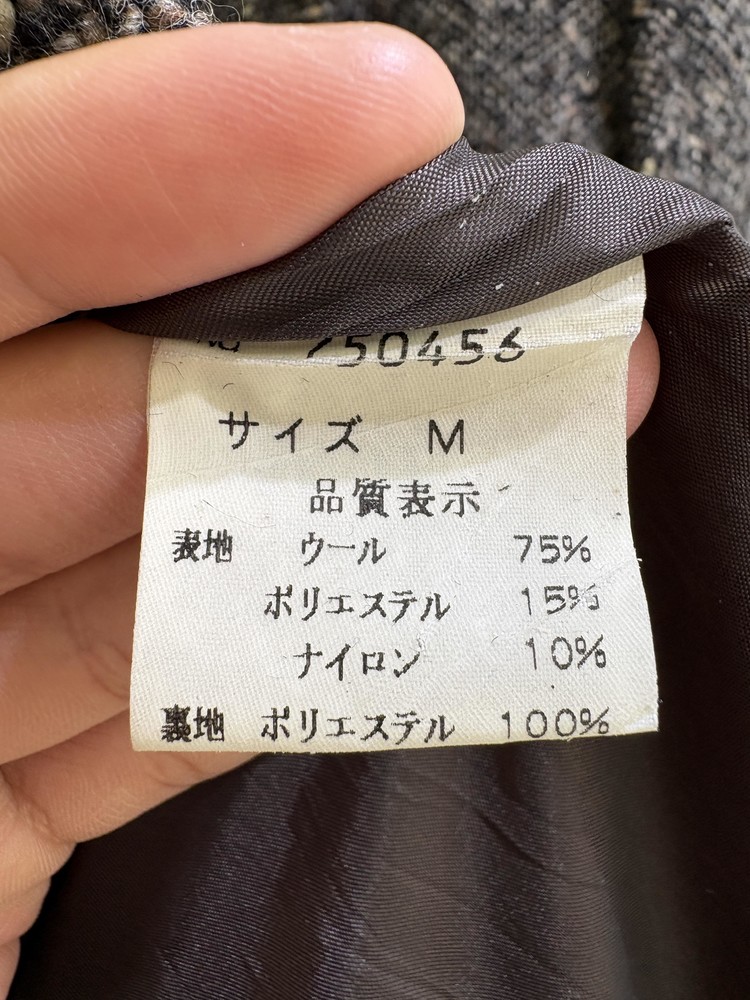 750456
サイズ M
品質表示
表地 ウール 75%
ポリエステル 15%
ナイロン 10%
裏地 ポリエステル 100%